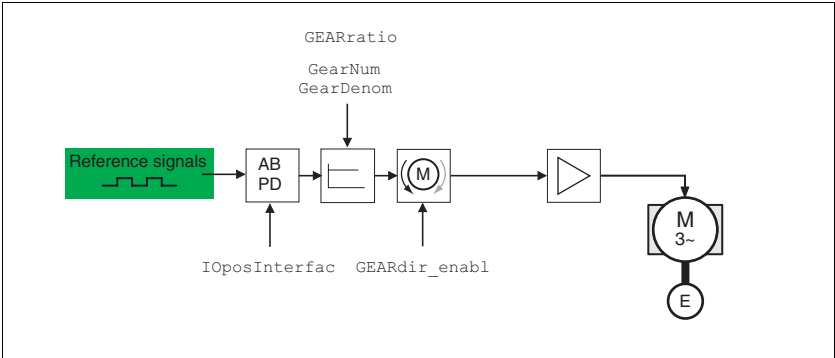 GEARratio
GearNum
GearDenom
Reference signals
AB
PD
M
M
3~
E
IOposInterfac
GEARdir_enabl